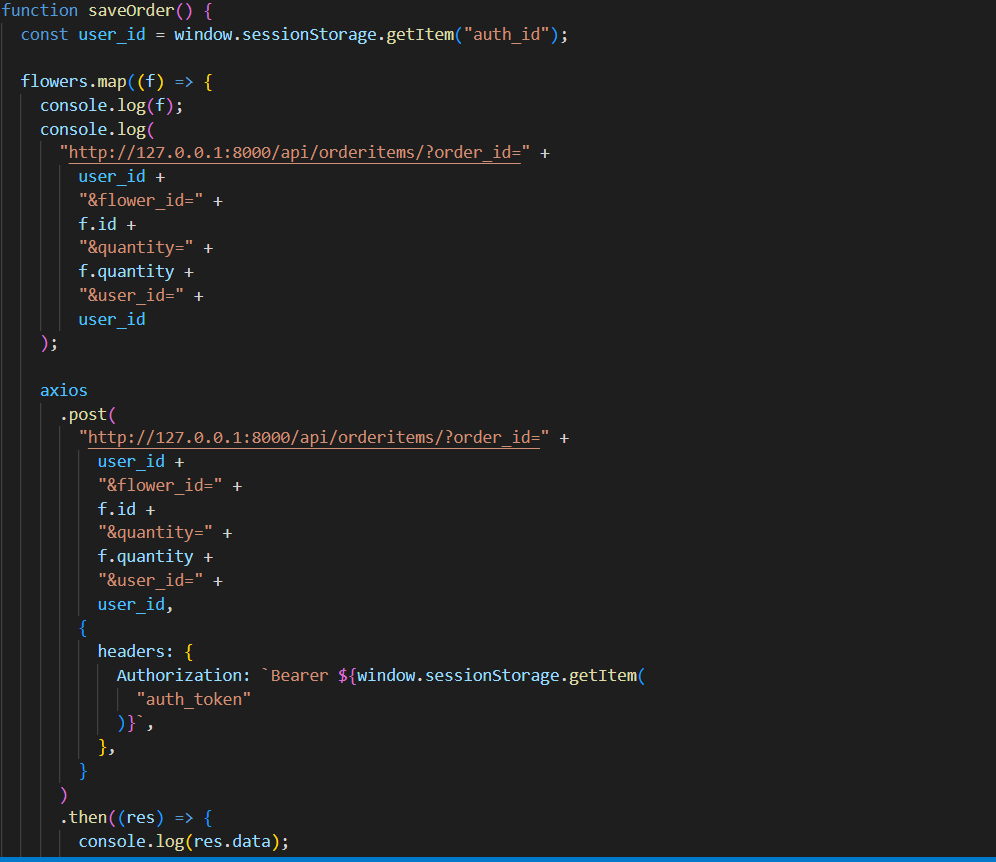 function saveOrder() {
const user_id = window.sessionStorage.getItem("auth_id");
flowers.map((f) => {
console.log(f);
console.log(
"http://127.0.0.1:8000/api/orderitems/?order_id=" +
user_id +
"&flower_id=" +
f.id +
"&quantity=" +
f.quantity +
"&user_id=" +
user_id
);
axios
.post(
"http://127.0.0.1:8000/api/orderitems/?order_id=" +
user_id +
"&flower_id=" +
f.id +
"&quantity=" +
f.quantity +
"&user_id=" +
user_id,
{
headers: {
Authorization: `Bearer ${window.sessionStorage.getItem(
"auth_token"
)}`,
},
}
)
.then((res) => {
console.log(res.data);